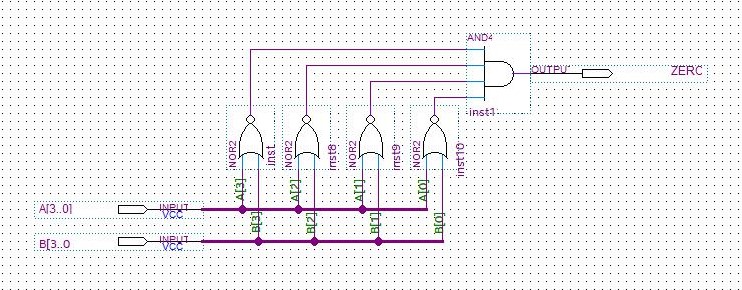 AND4
OUTPU
ZERC
inst1
NOR2
inst
NOR2
inst8
NOR2
inst9
NOR2
inst10
A[3]
A[2]
A[1]
A[0]
A[3..0]
INPUT
VCC
B[3]
B[2]
B[1]
B[0]
B[3..0
INPUT
VCC